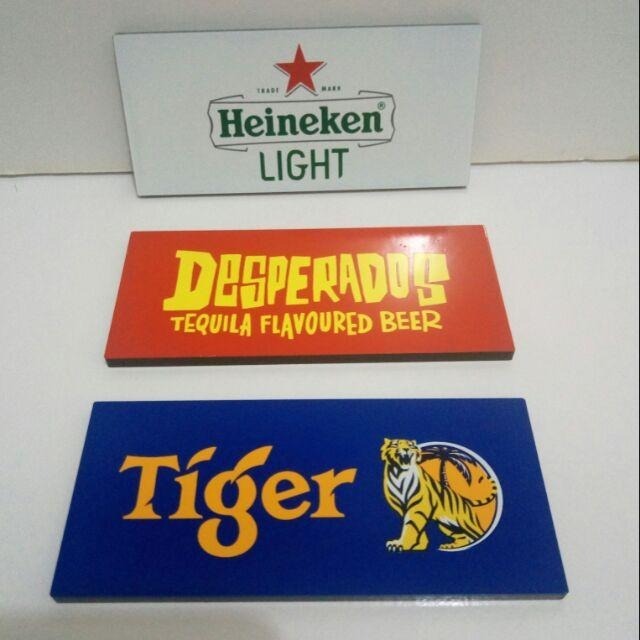 TRADE MARK
Heineken®
LIGHT
DESPERADOS
TEQUILA FLAVOURED BEER
Tiger